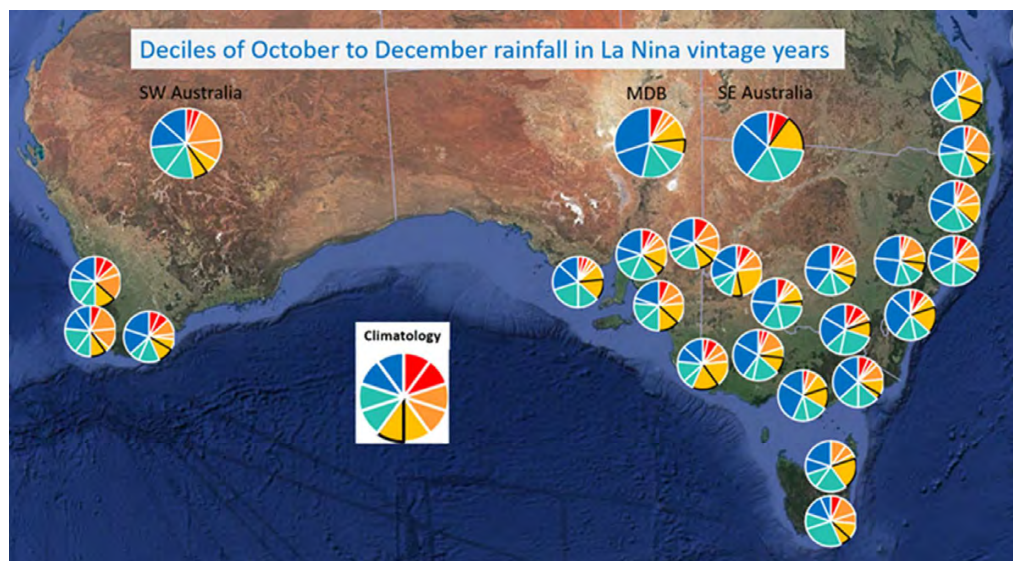 Deciles of October to December rainfall in La Nina vintage years
SW Australia
MDB
SE Australia
Climatology